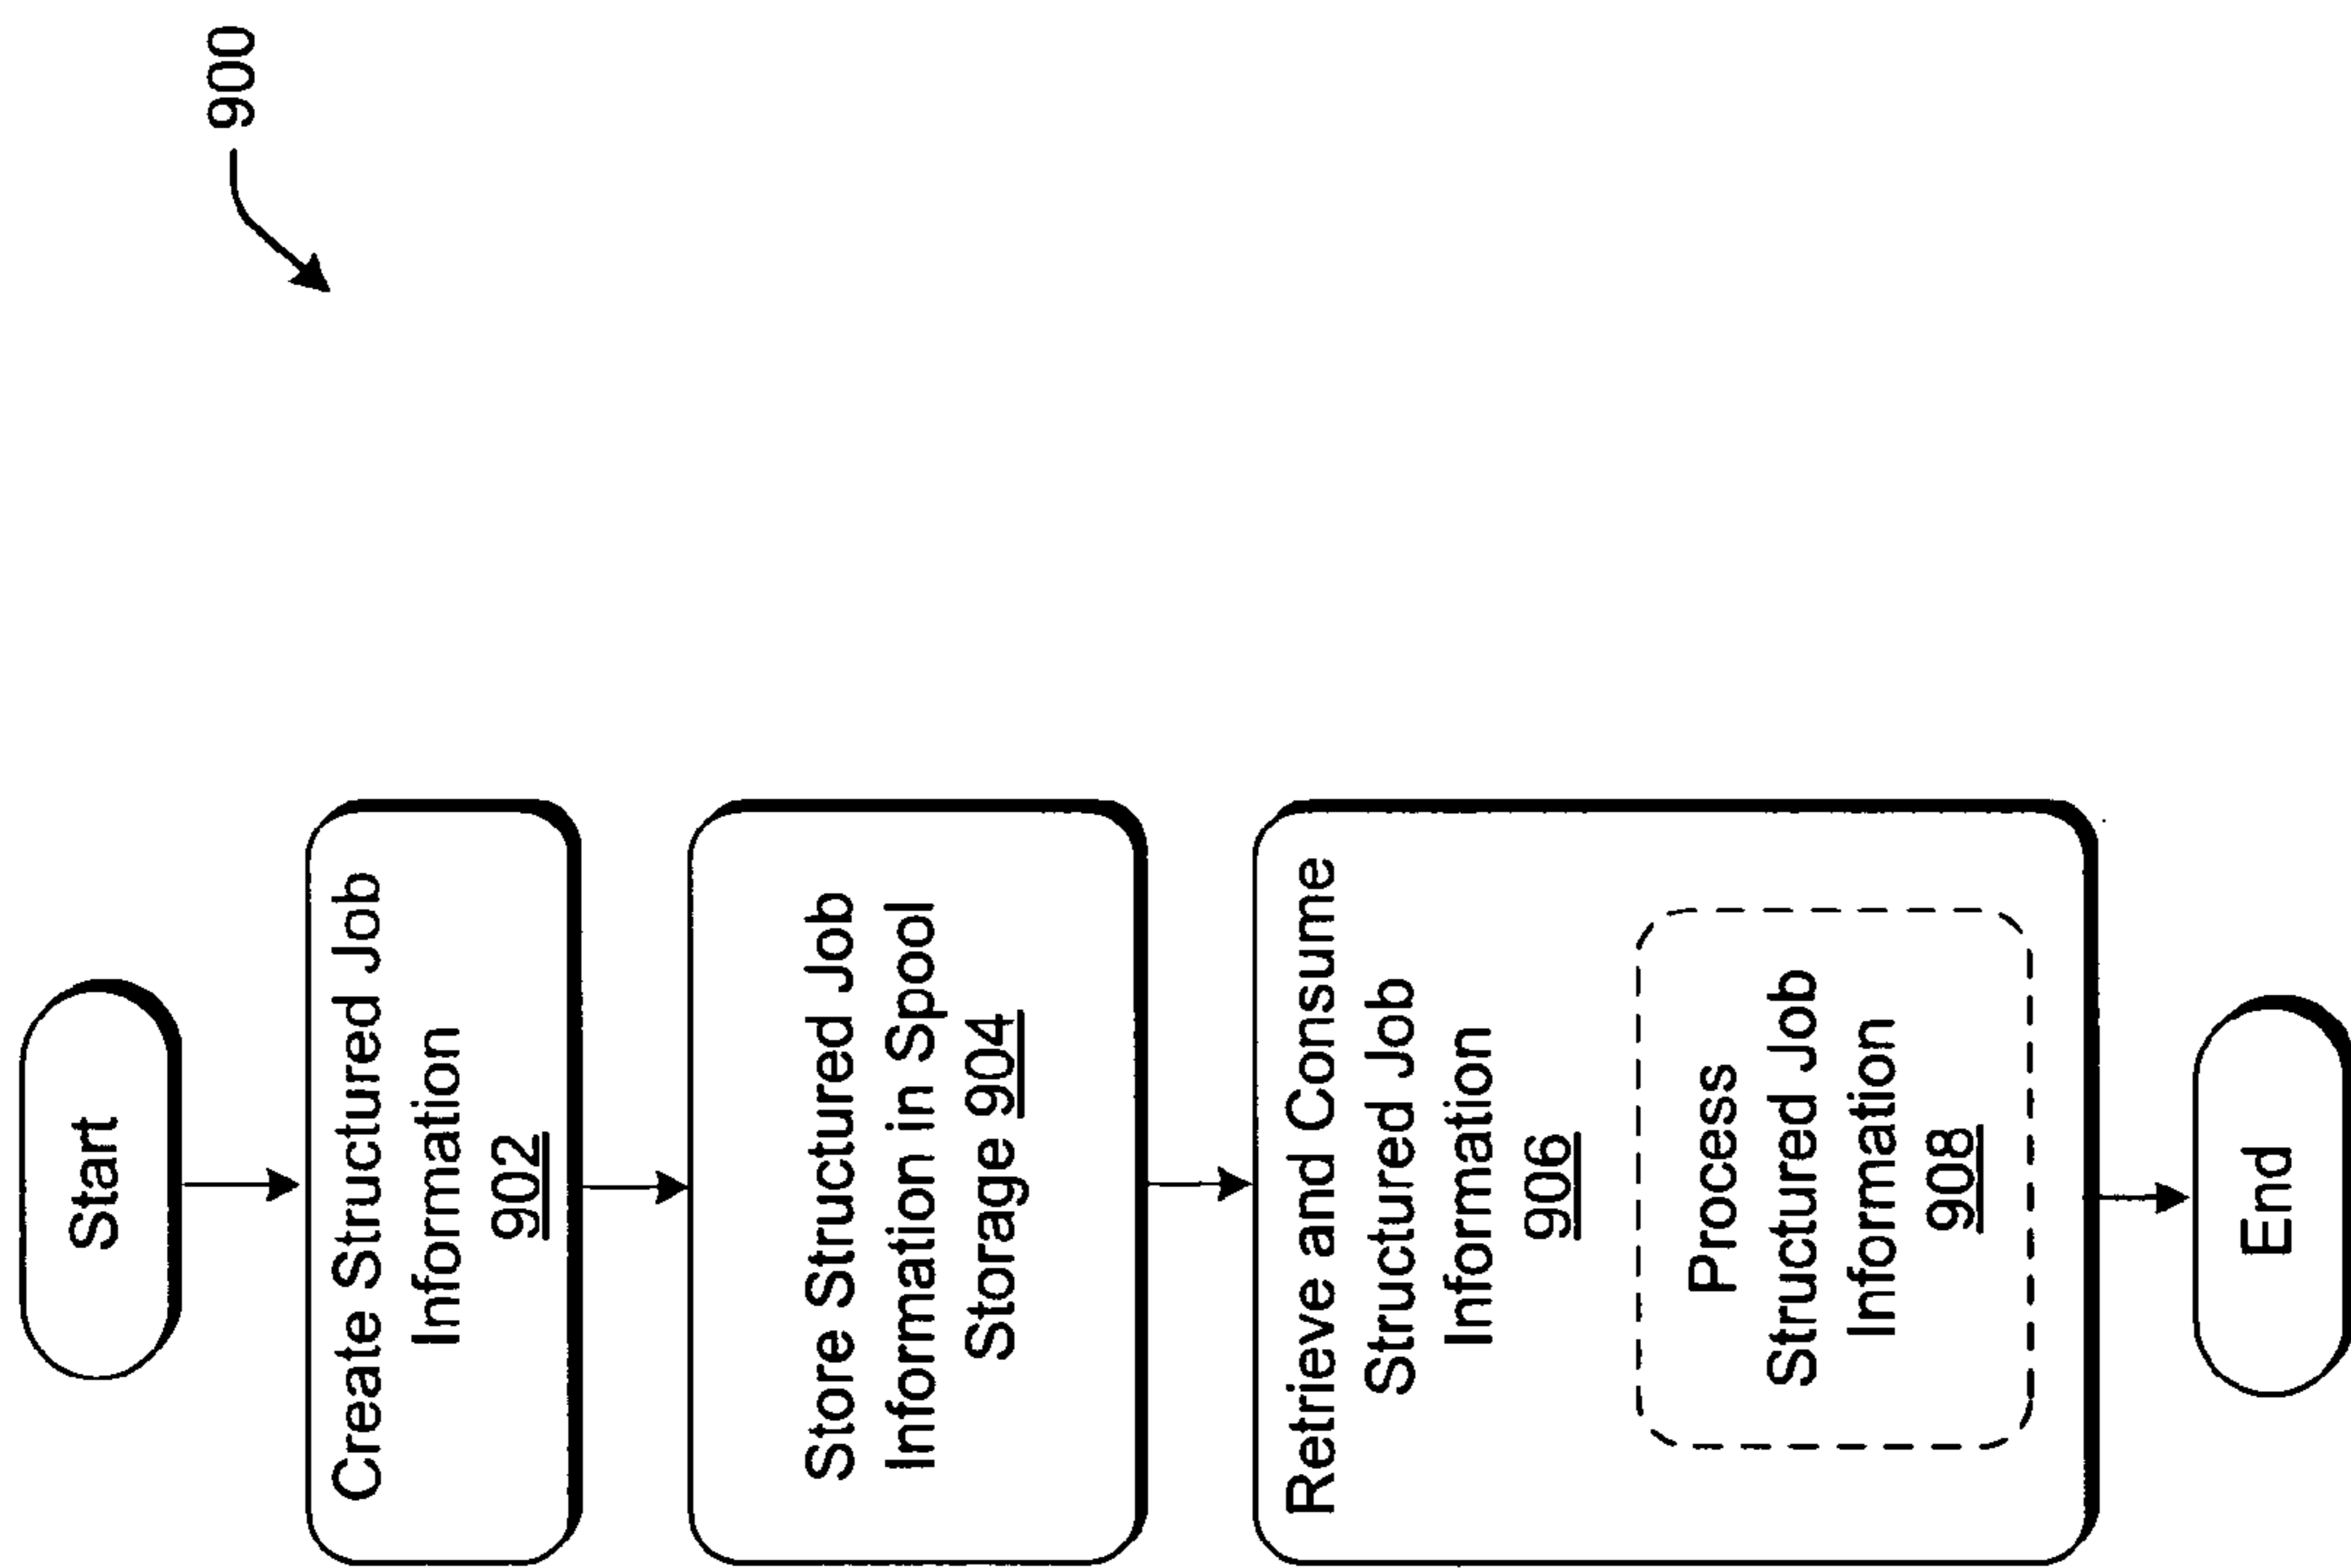 900
Start
Create Structured Job
Information
902
Store Structured Job
Information in Spool
Storage 904
Retrieve and Consume
Structured Job
Information
906
Process
Structured Job
Information
908
End